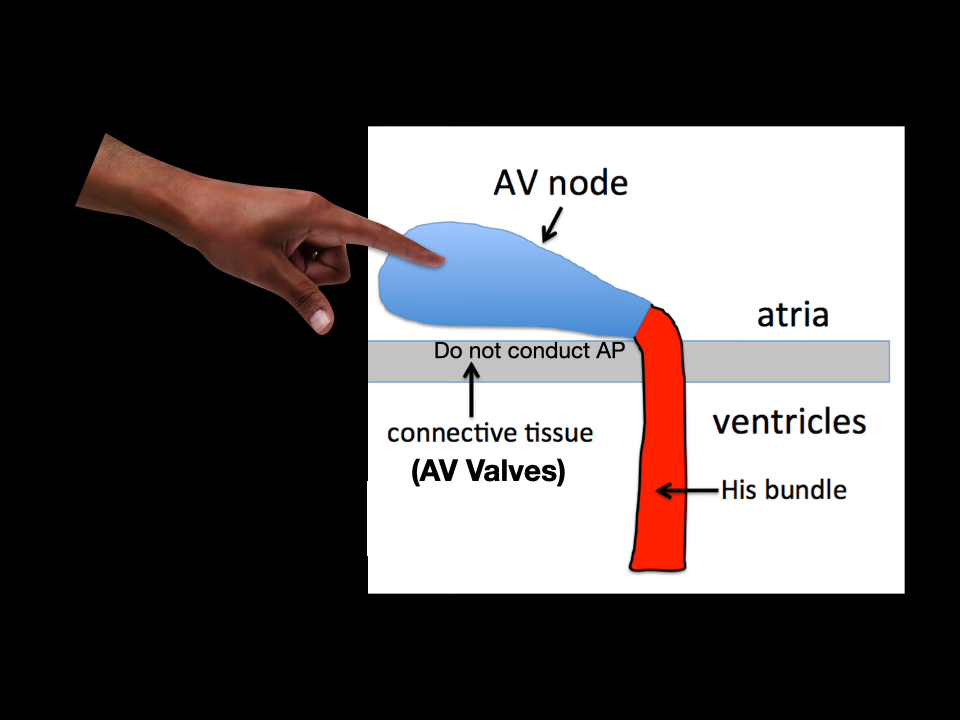 AV node
atria
Do not conduct AP
ventricles
connective tissue
(AV Valves)
His bundle